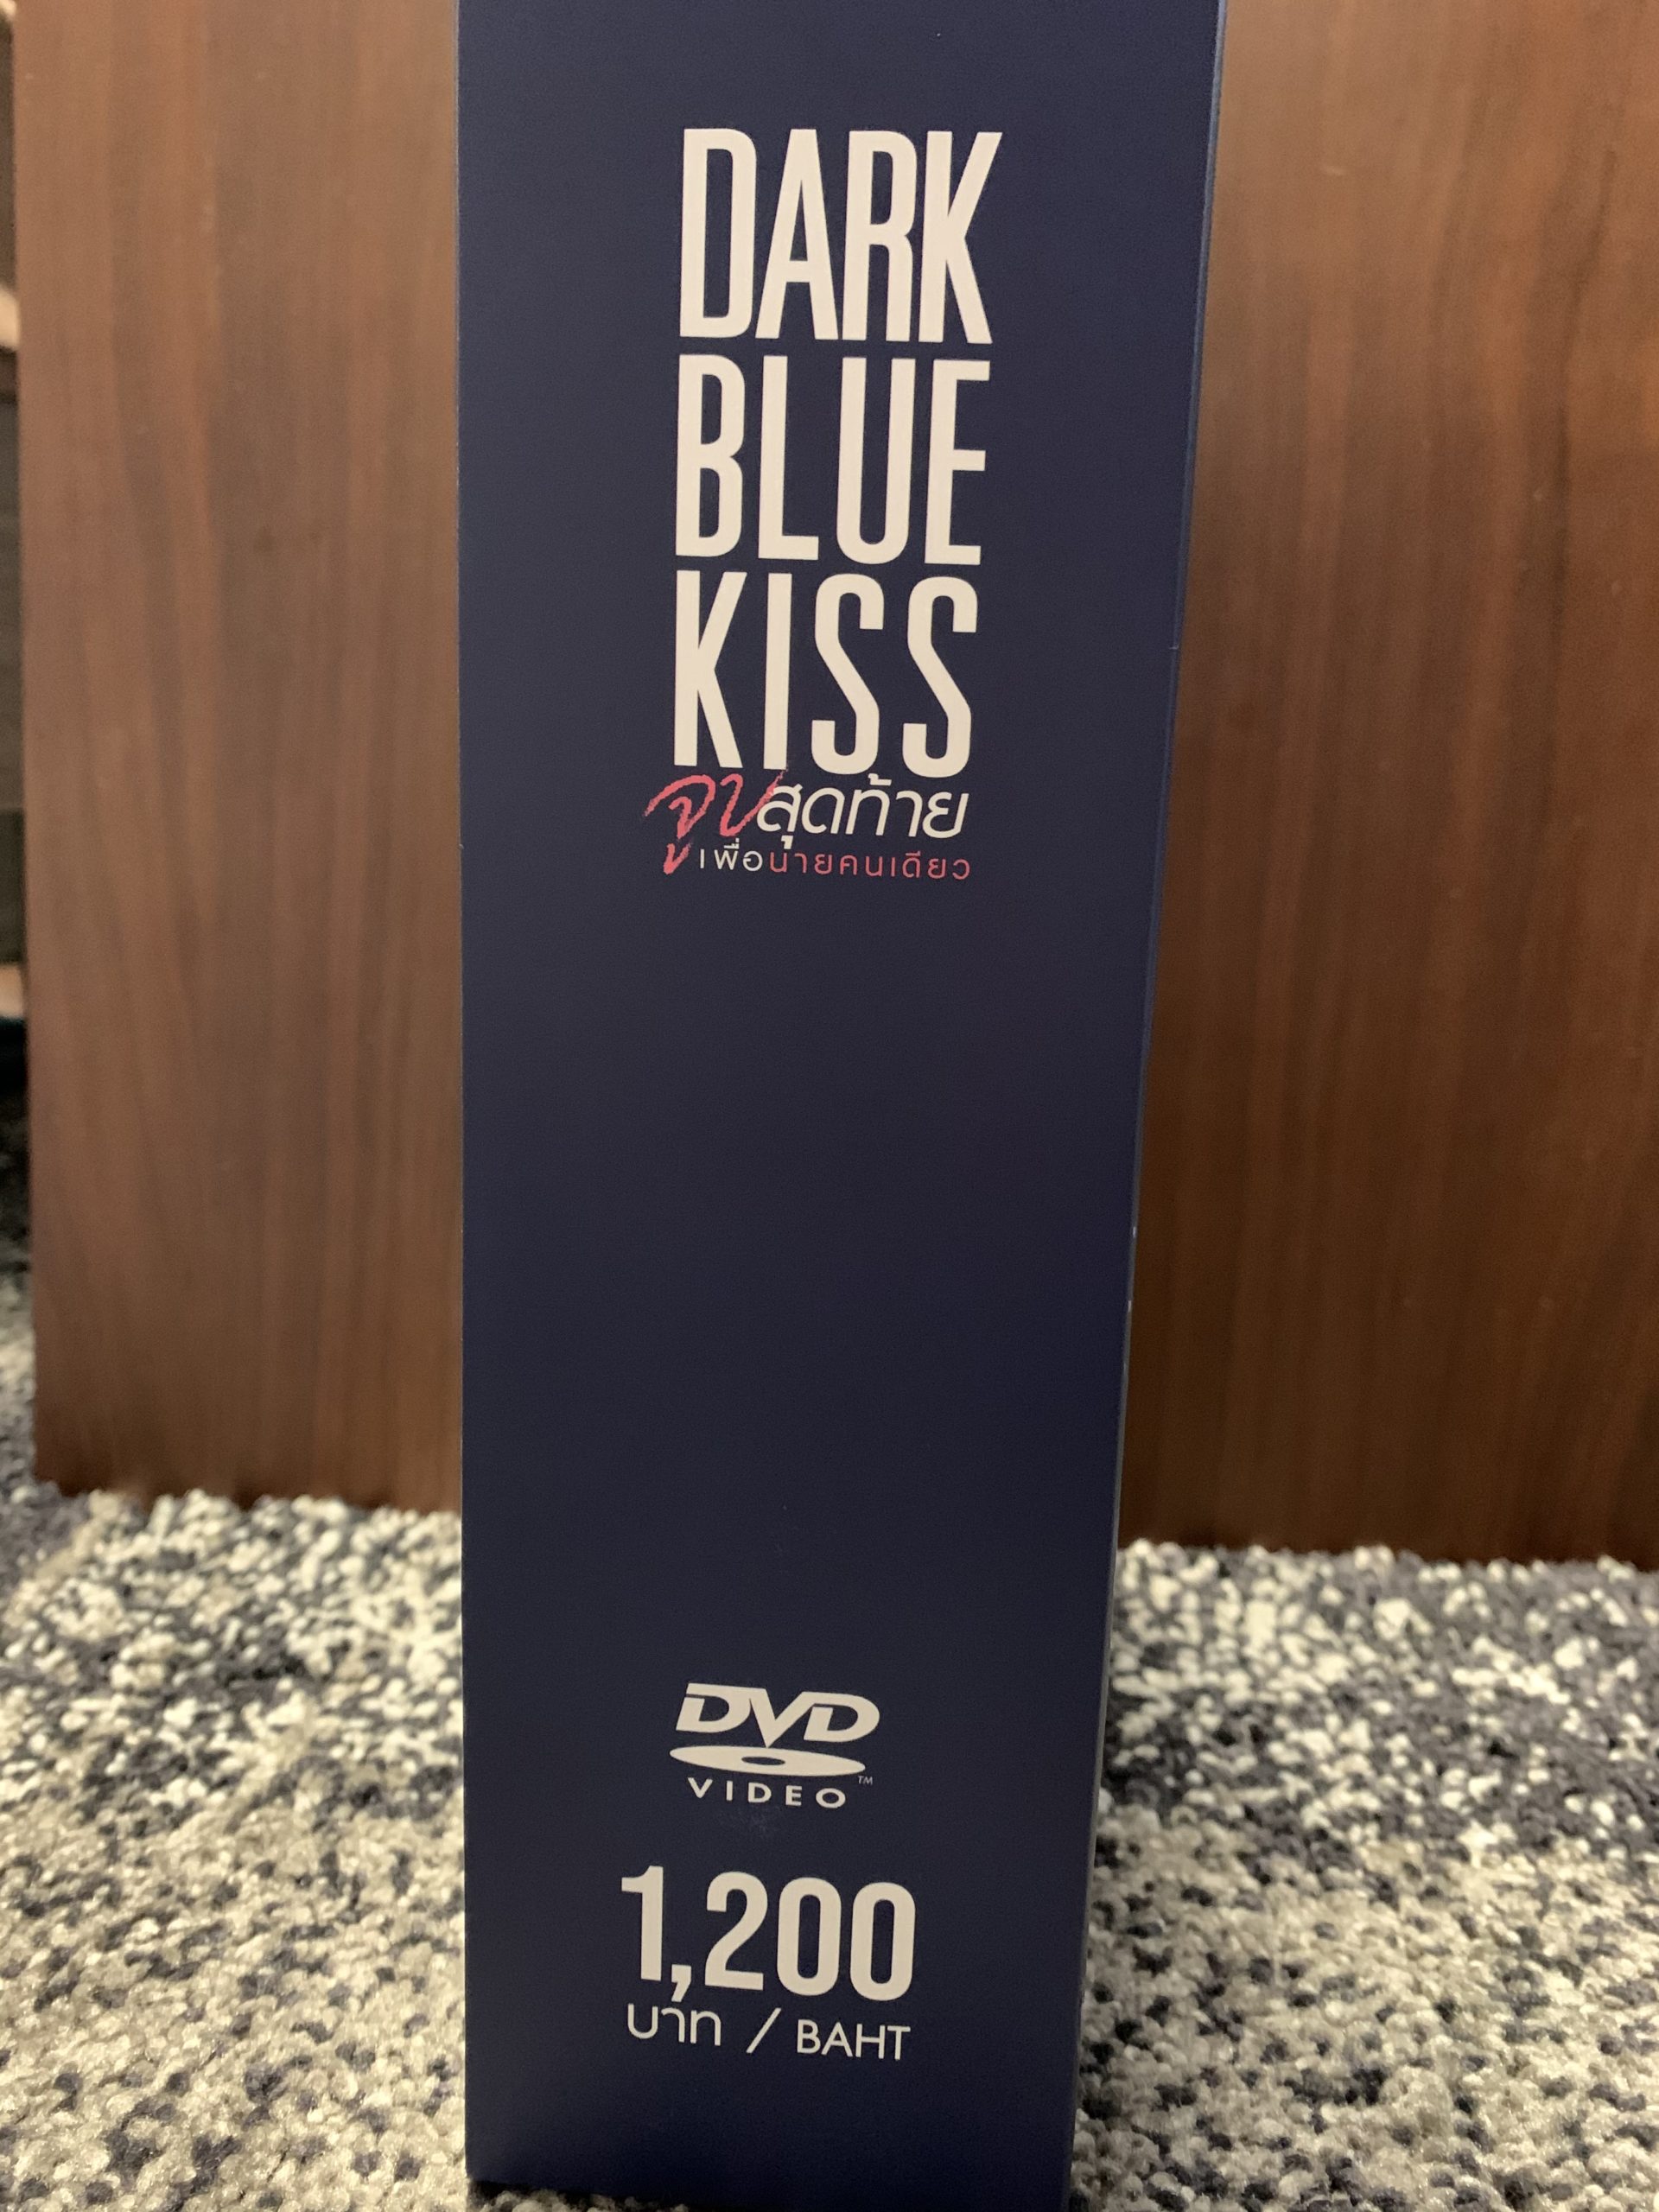 DARK
BLUE
KISS
จูบสุดท้าย
เพื่อนายคนเดียว
DVD
VIDEO™
1,200
บาท / BAHT